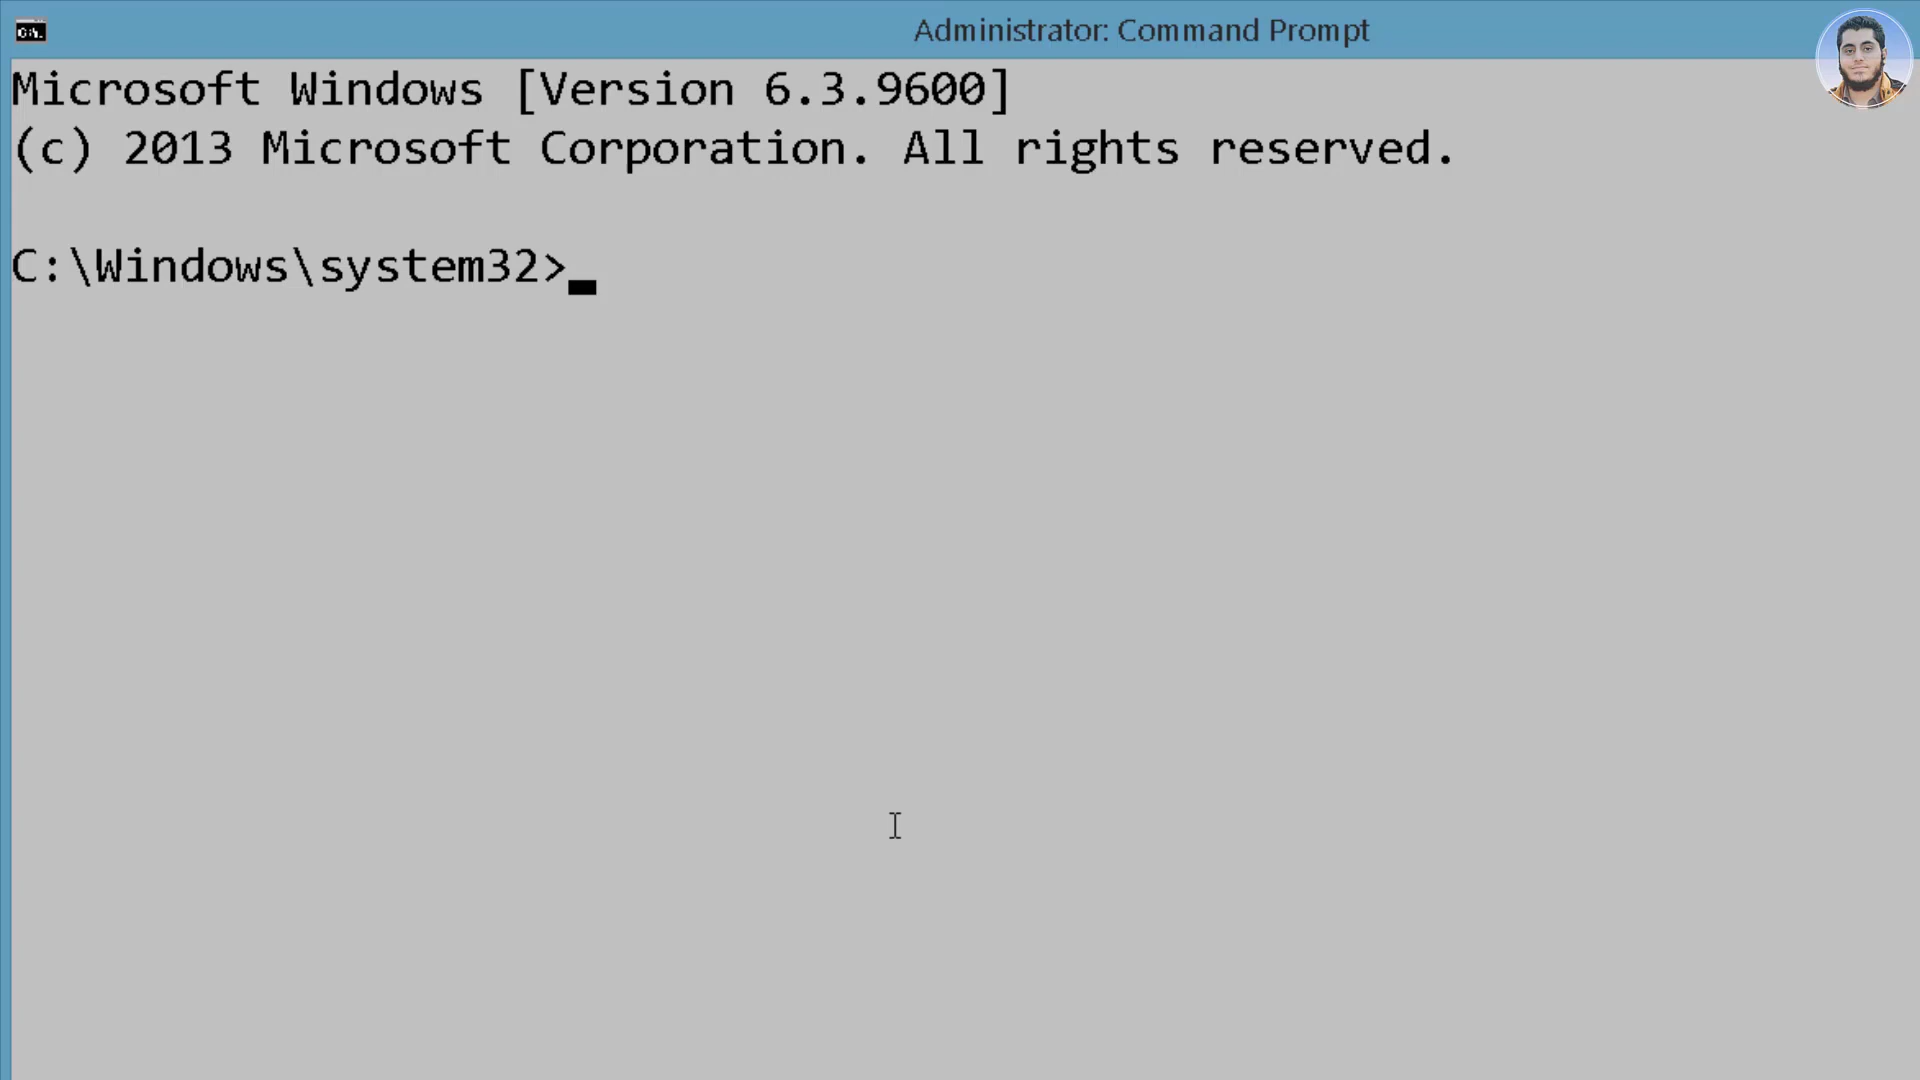 C:\.
Administrator: Command Prompt
Microsoft Windows [Version 6.3.9600]
(c) 2013 Microsoft Corporation. All rights reserved.
C:\Windows\system32>